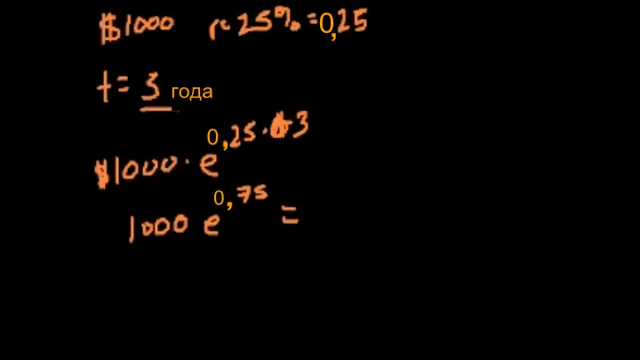 $1000 r=25%=0,25
t=3 года
$1000·e^0,25·3
1000 e^0,75 =